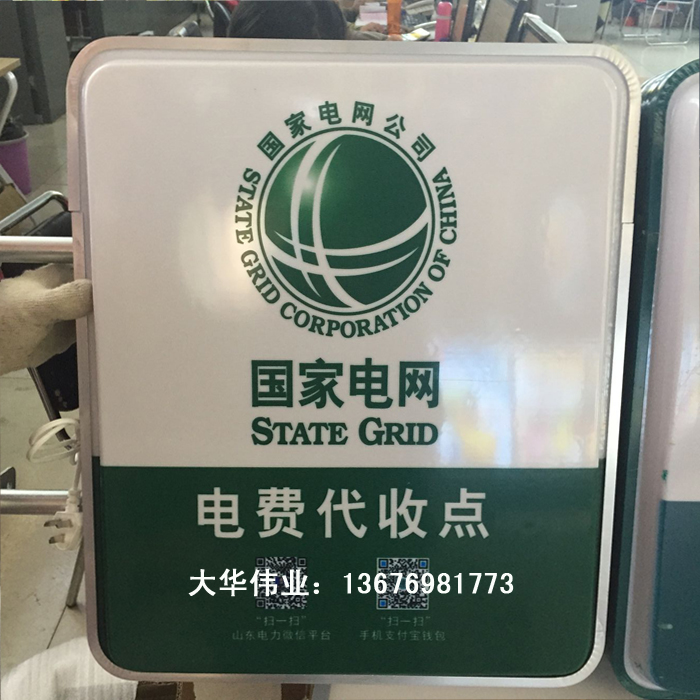 国家电网公司
STATE GRID CORPORATION OF CHINA
国家电网
STATE GRID
电费代收点
大华伟业：13676981773
“扫一扫” “扫一扫”
山东电力微信平台 手机支付宝钱包